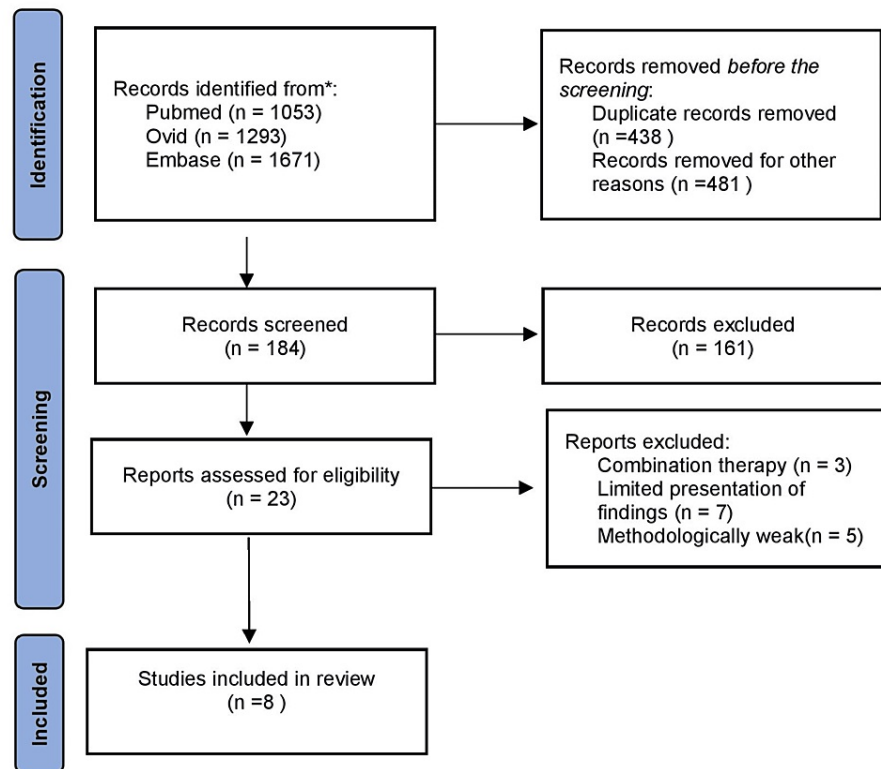 Identification
Records identified from*:
Pubmed (n = 1053)
Ovid (n = 1293)
Embase (n = 1671)
Records removed before the
screening:
Duplicate records removed
(n =438 )
Records removed for other
reasons (n =481 )
Screening
Records screened
(n = 184)
Records excluded
(n = 161)
Reports assessed for eligibility
(n = 23)
Reports excluded:
Combination therapy (n = 3)
Limited presentation of
findings (n = 7)
Methodologically weak(n = 5)
Included
Studies included in review
(n =8 )